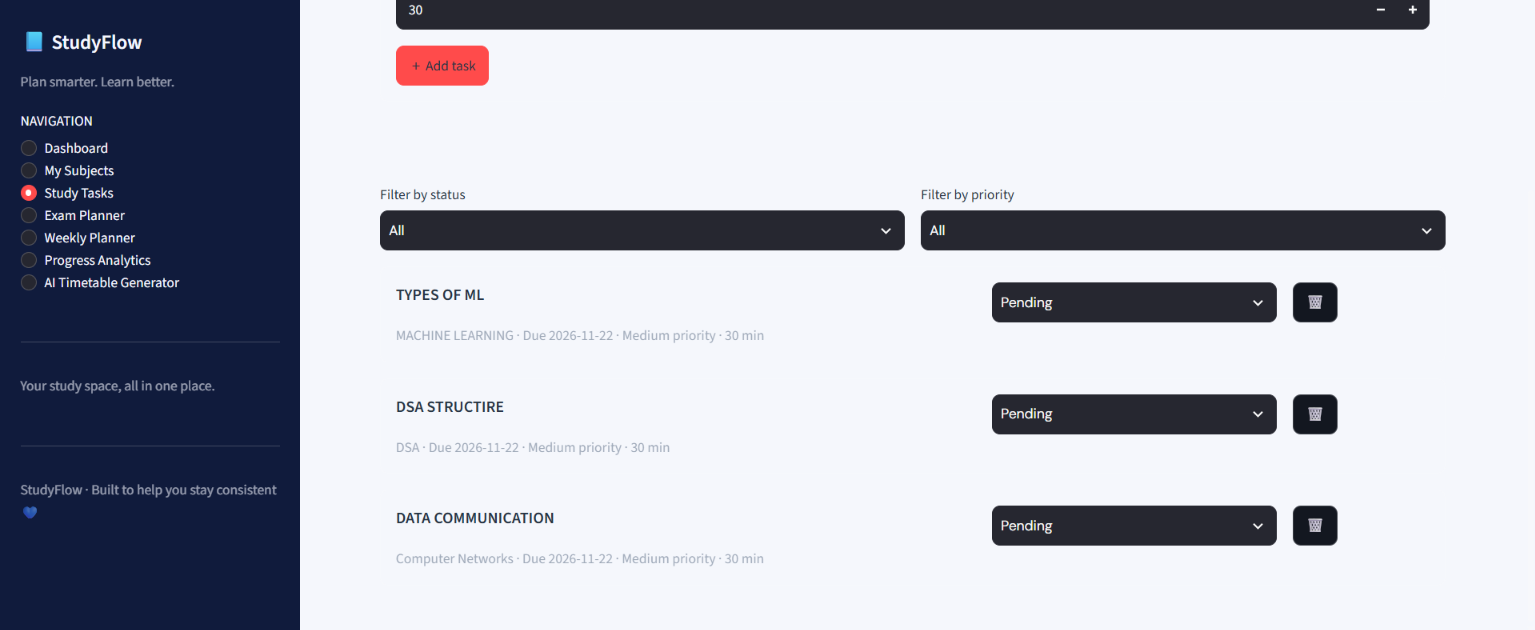 📘 StudyFlow
Plan smarter. Learn better.
NAVIGATION
Dashboard
My Subjects
Study Tasks
Exam Planner
Weekly Planner
Progress Analytics
AI Timetable Generator
Your study space, all in one place.
StudyFlow · Built to help you stay consistent
💙
30 − +
+ Add task
Filter by status
All
Filter by priority
All
TYPES OF ML
Pending
MACHINE LEARNING · Due 2026-11-22 · Medium priority · 30 min
DSA STRUCTIRE
Pending
DSA · Due 2026-11-22 · Medium priority · 30 min
DATA COMMUNICATION
Pending
Computer Networks · Due 2026-11-22 · Medium priority · 30 min